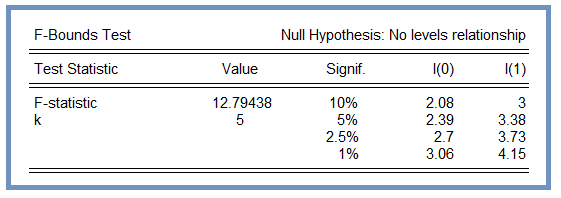 F-Bounds Test Null Hypothesis: No levels relationship
Test Statistic Value Signif. I(0) I(1)
F-statistic 12.79438 10% 2.08 3
k 5 5% 2.39 3.38
2.5% 2.7 3.73
1% 3.06 4.15